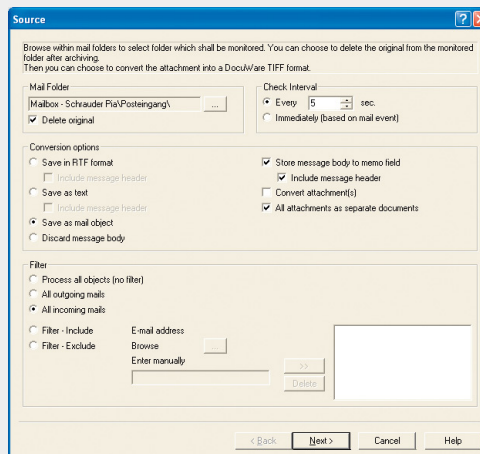 Source
Browse within mail folders to select folder which shall be monitored. You can choose to delete the original from the monitored
folder after archiving.
Then you can choose to convert the attachment into a DocuWare TIFF format.
Mail Folder
Mailbox - Schrauder Pia\Posteingang\
...
Delete original
Check Interval
Every 5 sec.
Immediately (based on mail event)
Conversion options
Save in RTF format
Include message header
Save as text
Include message header
Save as mail object
Discard message body
Store message body to memo field
Include message header
Convert attachment(s)
All attachments as separate documents
Filter
Process all objects (no filter)
All outgoing mails
All incoming mails
Filter - Include
Filter - Exclude
E-mail address
Browse
...
Enter manually
>>
Delete
< Back
Next >
Cancel
Help